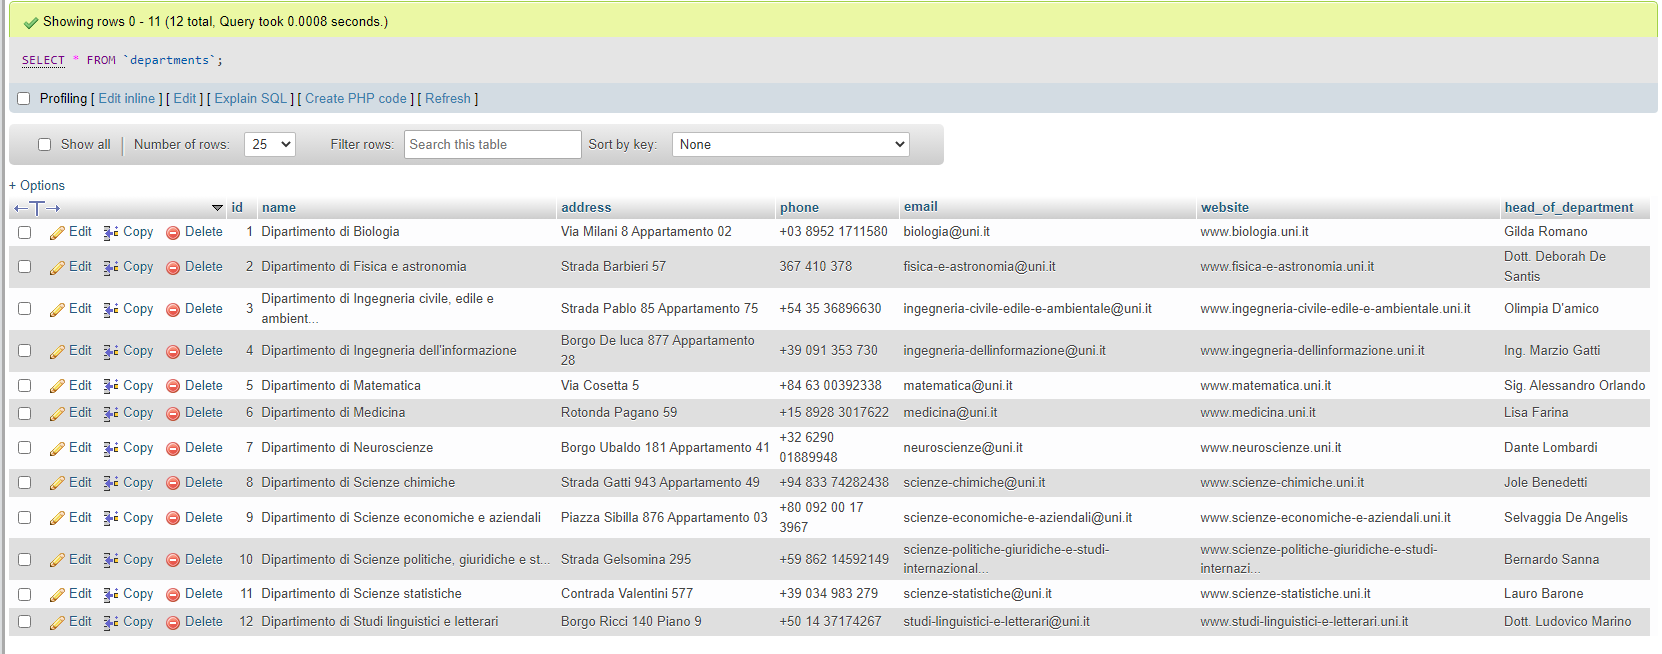 Showing rows 0 - 11 (12 total, Query took 0.0008 seconds.)
SELECT * FROM `departments`;
Profiling [ Edit inline ] [ Edit ] [ Explain SQL ] [ Create PHP code ] [ Refresh ]
Show all | Number of rows: 25 Filter rows: Search this table Sort by key: None
+ Options
←T→ id name address phone email website head_of_department
Edit Copy Delete 1 Dipartimento di Biologia Via Milani 8 Appartamento 02 +03 8952 1711580 biologia@uni.it www.biologia.uni.it Gilda Romano
Edit Copy Delete 2 Dipartimento di Fisica e astronomia Strada Barbieri 57 367 410 378 fisica-e-astronomia@uni.it www.fisica-e-astronomia.uni.it Dott. Deborah De
Santis
Edit Copy Delete 3 Dipartimento di Ingegneria civile, edile e
ambient... Strada Pablo 85 Appartamento 75 +54 35 36896630 ingegneria-civile-edile-e-ambientale@uni.it www.ingegneria-civile-edile-e-ambientale.uni.it Olimpia D'amico
Edit Copy Delete 4 Dipartimento di Ingegneria dell'informazione Borgo De luca 877 Appartamento
28 +39 091 353 730 ingegneria-dellinformazione@uni.it www.ingegneria-dellinformazione.uni.it Ing. Marzio Gatti
Edit Copy Delete 5 Dipartimento di Matematica Via Cosetta 5 +84 63 00392338 matematica@uni.it www.matematica.uni.it Sig. Alessandro Orlando
Edit Copy Delete 6 Dipartimento di Medicina Rotonda Pagano 59 +15 8928 3017622 medicina@uni.it www.medicina.uni.it Lisa Farina
Edit Copy Delete 7 Dipartimento di Neuroscienze Borgo Ubaldo 181 Appartamento 41 +32 6290
01889948 neuroscienze@uni.it www.neuroscienze.uni.it Dante Lombardi
Edit Copy Delete 8 Dipartimento di Scienze chimiche Strada Gatti 943 Appartamento 49 +94 833 74282438 scienze-chimiche@uni.it www.scienze-chimiche.uni.it Jole Benedetti
Edit Copy Delete 9 Dipartimento di Scienze economiche e aziendali Piazza Sibilla 876 Appartamento 03 +80 092 00 17
3967 scienze-economiche-e-aziendali@uni.it www.scienze-economiche-e-aziendali.uni.it Selvaggia De Angelis
Edit Copy Delete 10 Dipartimento di Scienze politiche, giuridiche e st... Strada Gelsomina 295 +59 862 14592149 scienze-politiche-giuridiche-e-studi-
internazional... www.scienze-politiche-giuridiche-e-studi-
internazi... Bernardo Sanna
Edit Copy Delete 11 Dipartimento di Scienze statistiche Contrada Valentini 577 +39 034 983 279 scienze-statistiche@uni.it www.scienze-statistiche.uni.it Lauro Barone
Edit Copy Delete 12 Dipartimento di Studi linguistici e letterari Borgo Ricci 140 Piano 9 +50 14 37174267 studi-linguistici-e-letterari@uni.it www.studi-linguistici-e-letterari.uni.it Dott. Ludovico Marino